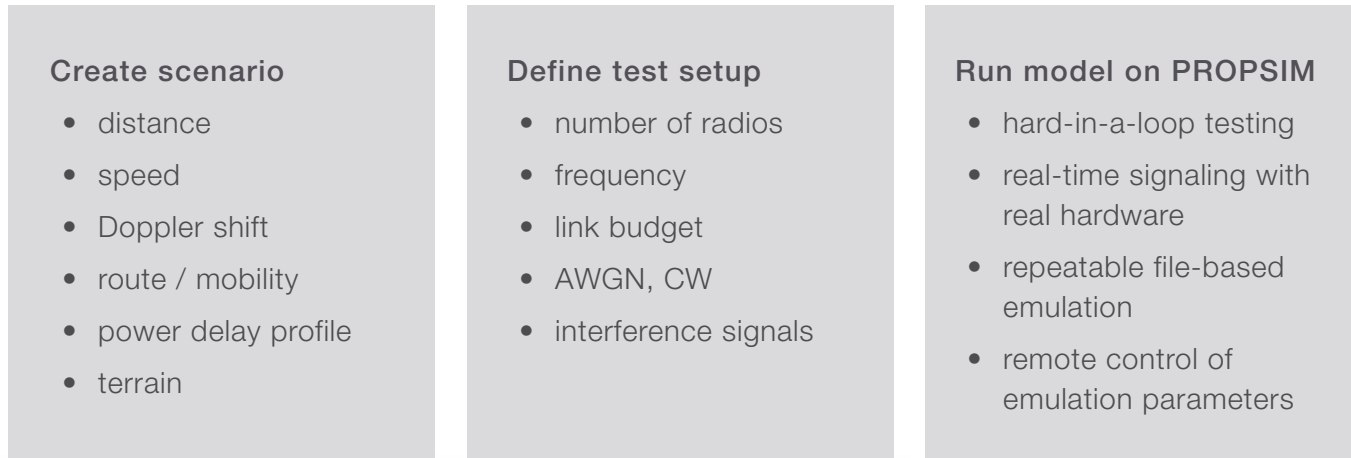 Create scenario
• distance
• speed
• Doppler shift
• route / mobility
• power delay profile
• terrain
Define test setup
• number of radios
• frequency
• link budget
• AWGN, CW
• interference signals
Run model on PROPSIM
• hard-in-a-loop testing
• real-time signaling with
real hardware
• repeatable file-based
emulation
• remote control of
emulation parameters